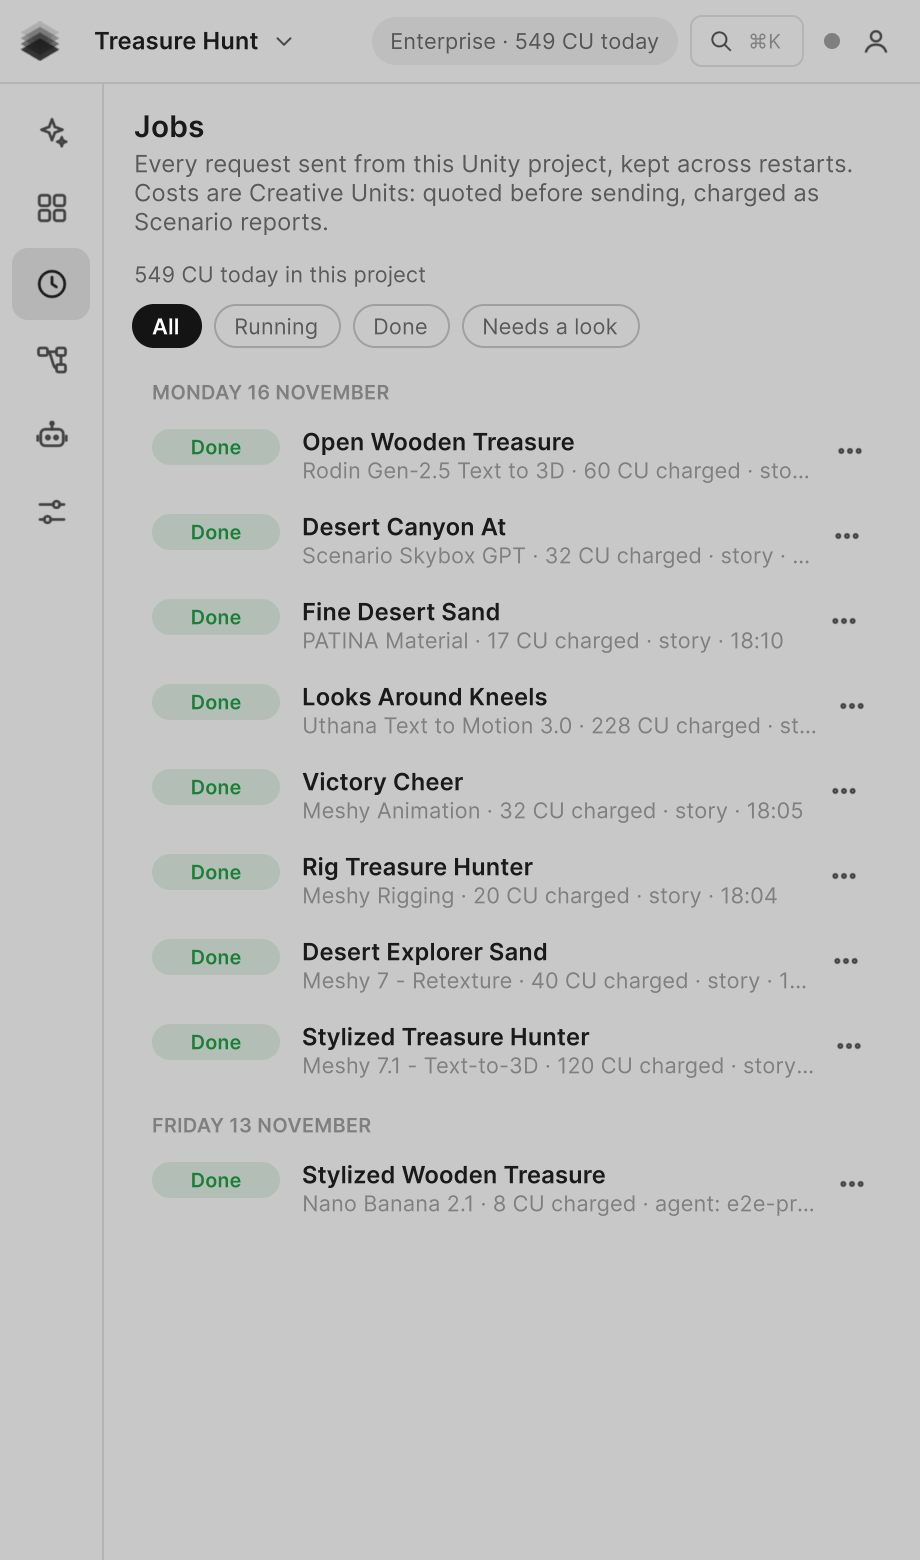 Treasure Hunt
Enterprise · 549 CU today
⌘K
Jobs
Every request sent from this Unity project, kept across restarts.
Costs are Creative Units: quoted before sending, charged as
Scenario reports.
549 CU today in this project
All
Running
Done
Needs a look
MONDAY 16 NOVEMBER
Done
Open Wooden Treasure
Rodin Gen-2.5 Text to 3D · 60 CU charged · sto...
Done
Desert Canyon At
Scenario Skybox GPT · 32 CU charged · story · ...
Done
Fine Desert Sand
PATINA Material · 17 CU charged · story · 18:10
Done
Looks Around Kneels
Uthana Text to Motion 3.0 · 228 CU charged · st...
Done
Victory Cheer
Meshy Animation · 32 CU charged · story · 18:05
Done
Rig Treasure Hunter
Meshy Rigging · 20 CU charged · story · 18:04
Done
Desert Explorer Sand
Meshy 7 - Retexture · 40 CU charged · story · 1...
Done
Stylized Treasure Hunter
Meshy 7.1 - Text-to-3D · 120 CU charged · story...
FRIDAY 13 NOVEMBER
Done
Stylized Wooden Treasure
Nano Banana 2.1 · 8 CU charged · agent: e2e-pr...